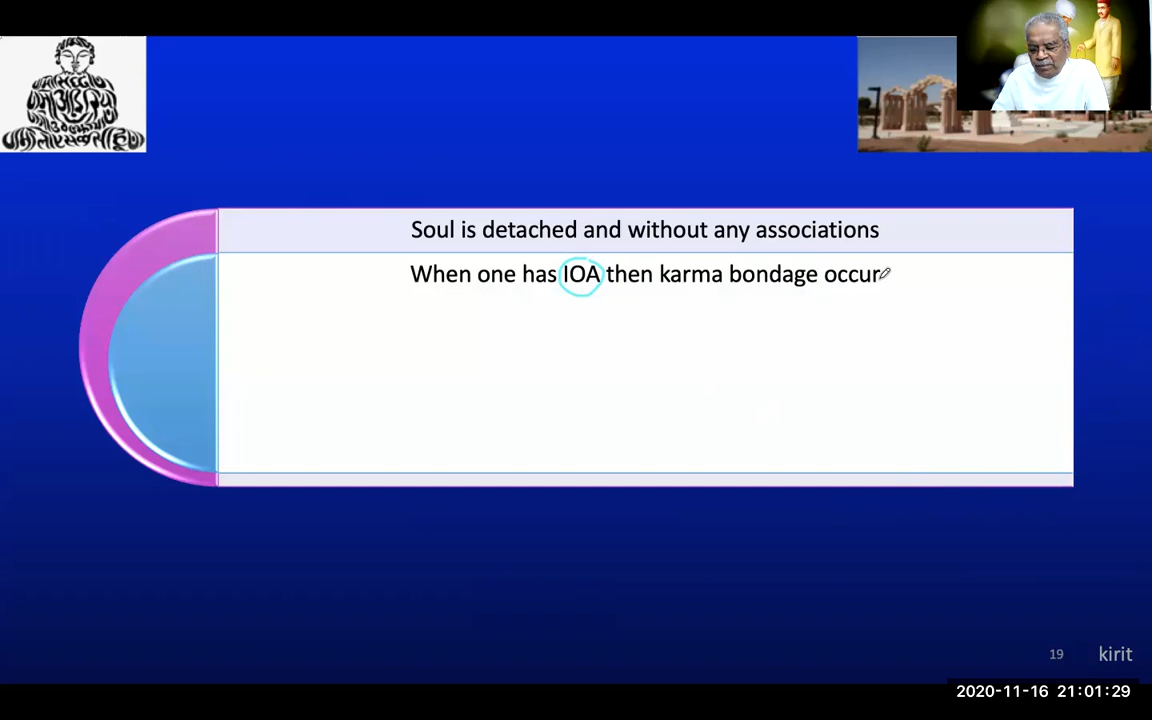 Soul is detached and without any associations
When one has IOA then karma bondage occur
19 kirit
2020-11-16 21:01:29